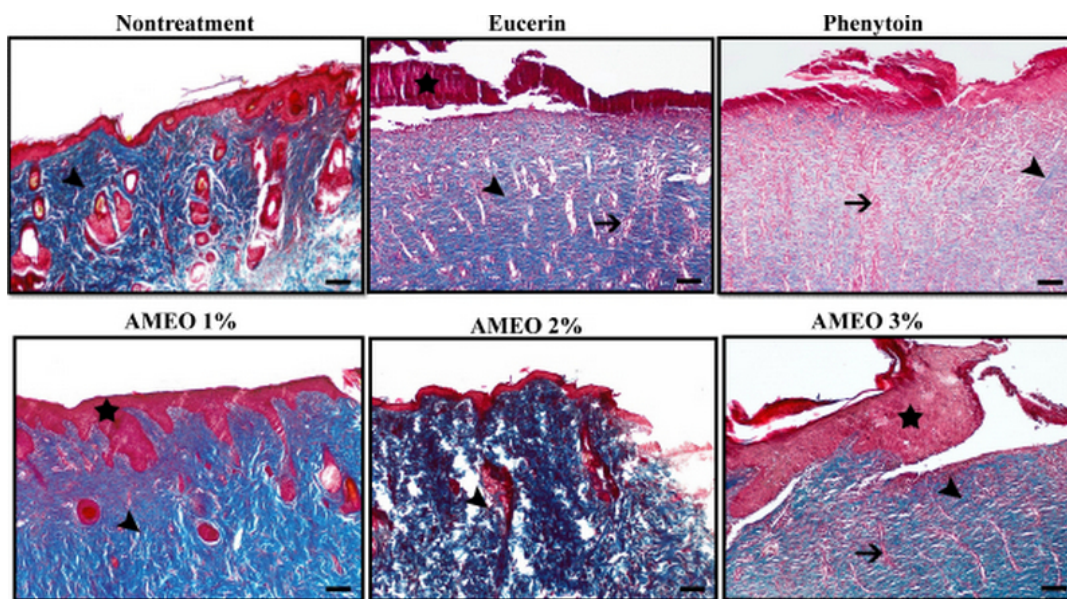 Nontreatment
Eucerin
Phenytoin
AMEO 1%
AMEO 2%
AMEO 3%